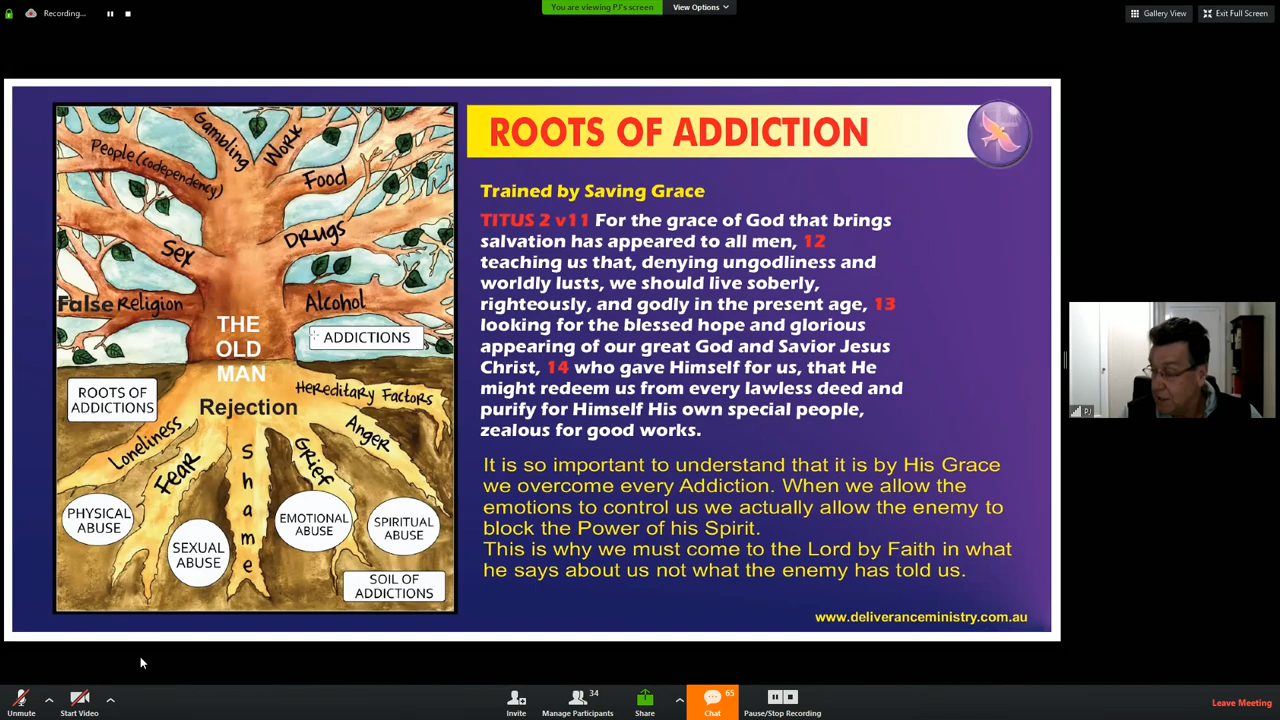 Recording...
You are viewing PJ's screen
View Options
Gallery View
Exit Full Screen
Gambling
Work
People (codependency)
Food
Sex
Drugs
False Religion
Alcohol
THE
OLD
MAN
ADDICTIONS
ROOTS OF
ADDICTIONS
Hereditary Factors
Rejection
Loneliness
Fear
Shame
Grief
Anger
PHYSICAL
ABUSE
SEXUAL
ABUSE
EMOTIONAL
ABUSE
SPIRITUAL
ABUSE
SOIL OF
ADDICTIONS
ROOTS OF ADDICTION
Trained by Saving Grace
TITUS 2 v11 For the grace of God that brings
salvation has appeared to all men, 12
teaching us that, denying ungodliness and
worldly lusts, we should live soberly,
righteously, and godly in the present age, 13
looking for the blessed hope and glorious
appearing of our great God and Savior Jesus
Christ, 14 who gave Himself for us, that He
might redeem us from every lawless deed and
purify for Himself His own special people,
zealous for good works.
It is so important to understand that it is by His Grace
we overcome every Addiction. When we allow the
emotions to control us we actually allow the enemy to
block the Power of his Spirit.
This is why we must come to the Lord by Faith in what
he says about us not what the enemy has told us.
www.deliveranceministry.com.au
PJ
Unmute
Start Video
Invite
34
Manage Participants
Share
65
Chat
Pause/Stop Recording
Leave Meeting